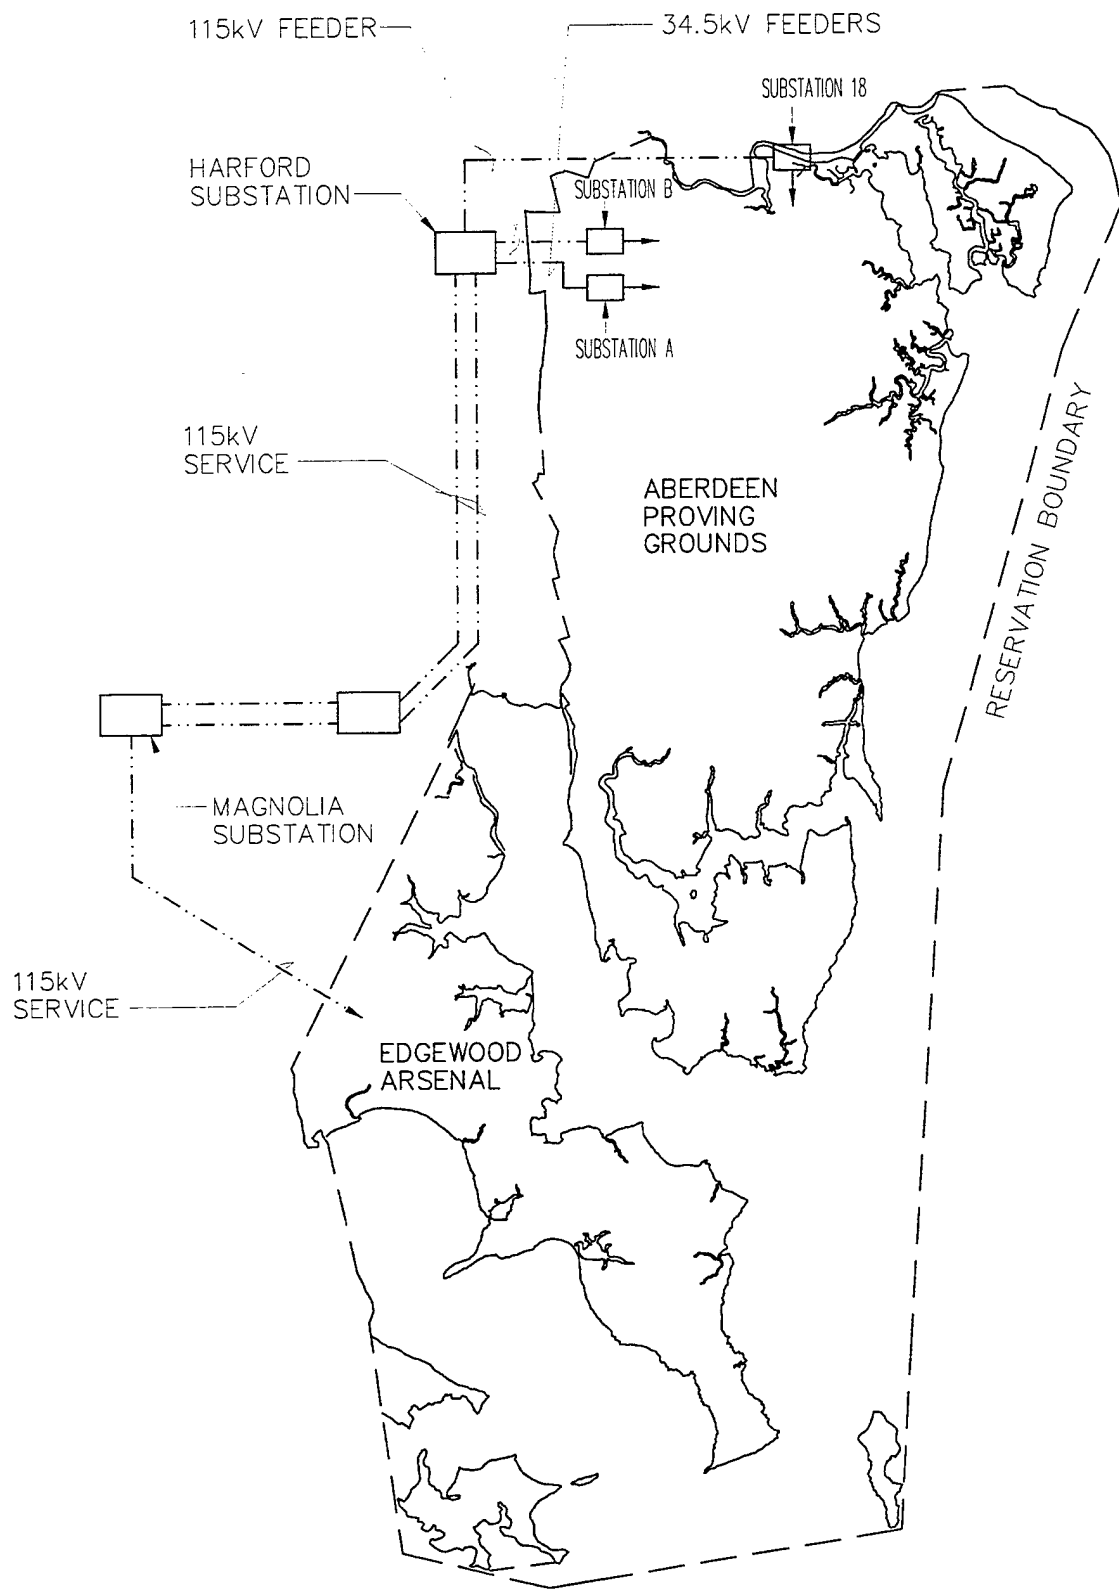 115kV FEEDER
34.5kV FEEDERS
SUBSTATION 18
HARFORD
SUBSTATION
SUBSTATION B
SUBSTATION A
115kV
SERVICE
ABERDEEN
PROVING
GROUNDS
RESERVATION BOUNDARY
MAGNOLIA
SUBSTATION
115kV
SERVICE
EDGEWOOD
ARSENAL